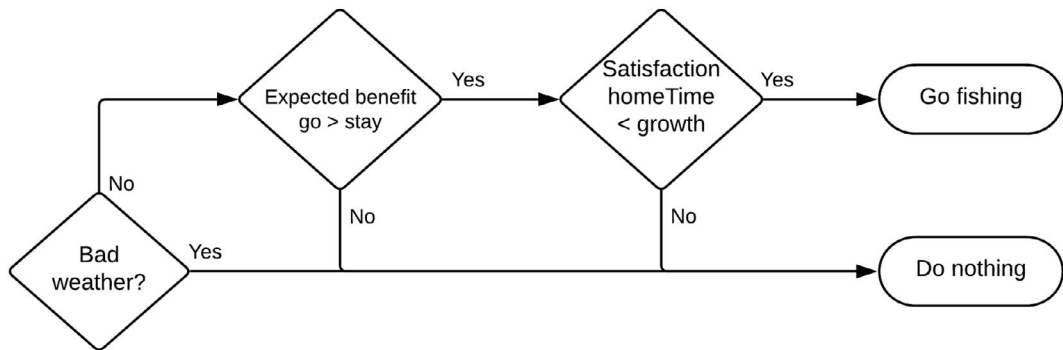 Expected benefit
go > stay
Yes
Satisfaction
homeTime
< growth
Yes
Go fishing
No
No
No
Bad
weather?
Yes
Do nothing